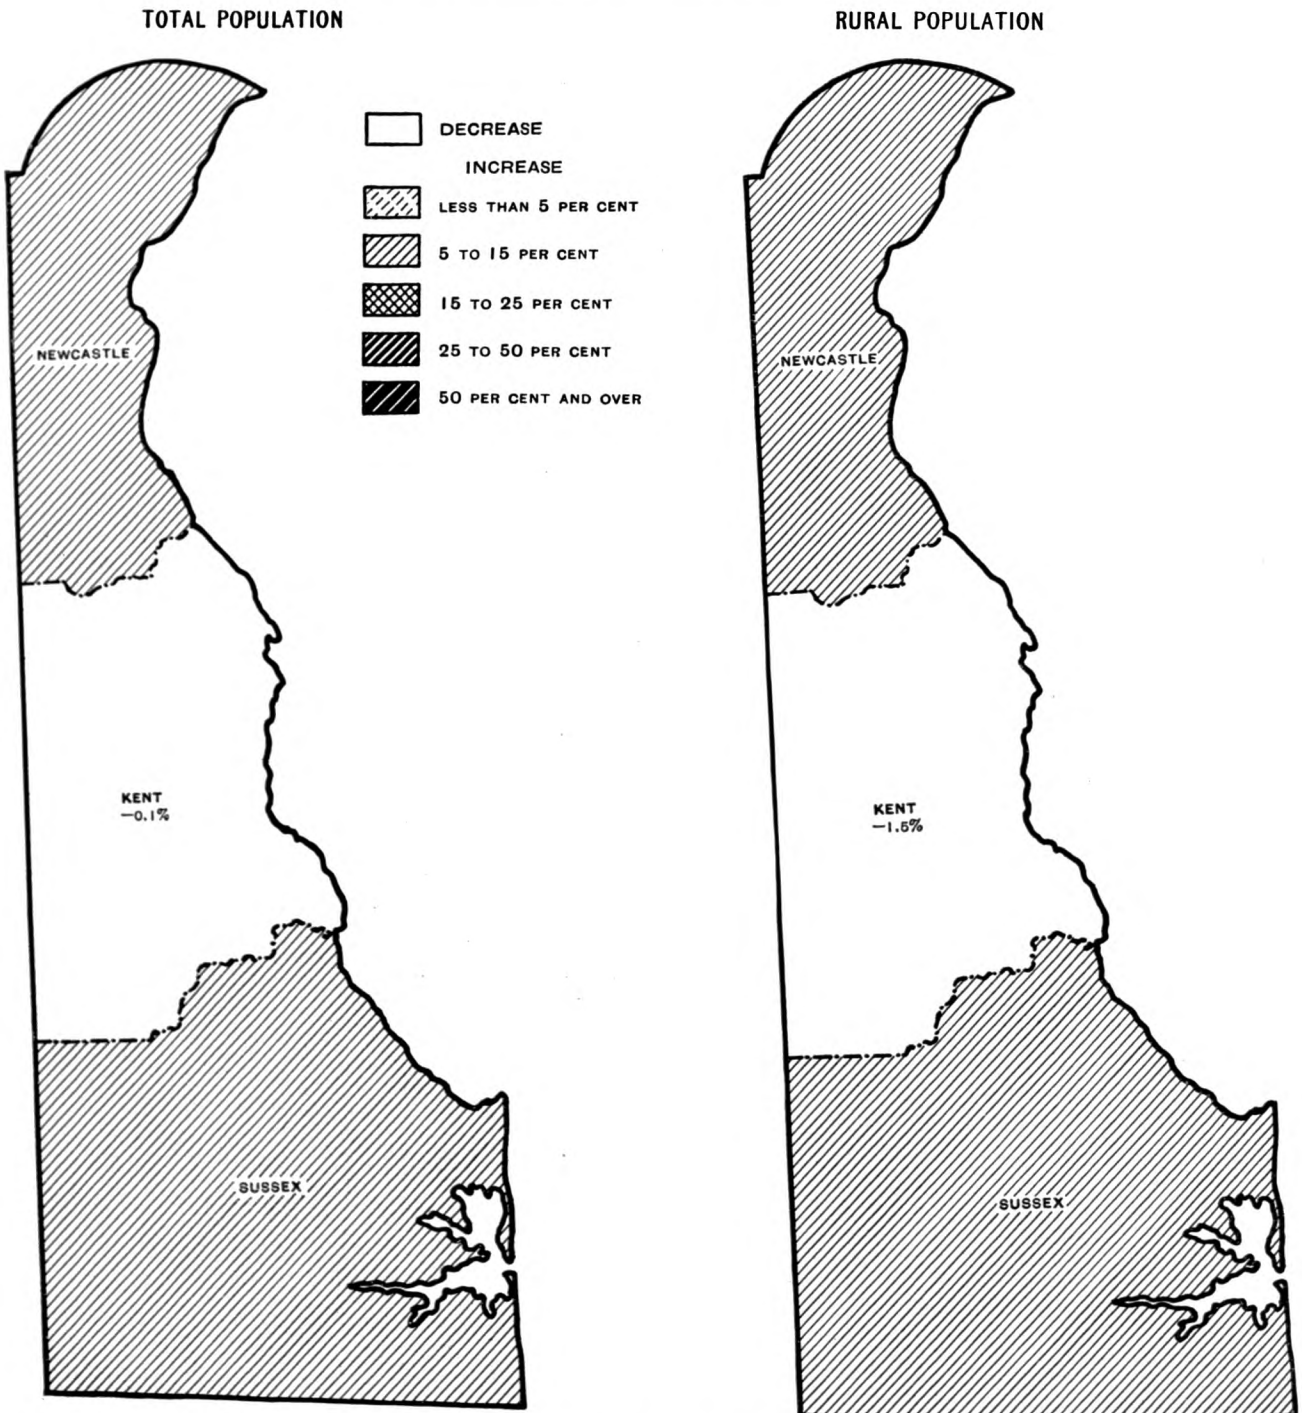 TOTAL POPULATION
RURAL POPULATION
DECREASE
INCREASE
LESS THAN 5 PER CENT
5 TO 15 PER CENT
15 TO 25 PER CENT
25 TO 50 PER CENT
50 PER CENT AND OVER
NEWCASTLE
KENT
—0.1%
SUSSEX
NEWCASTLE
KENT
—1.5%
SUSSEX